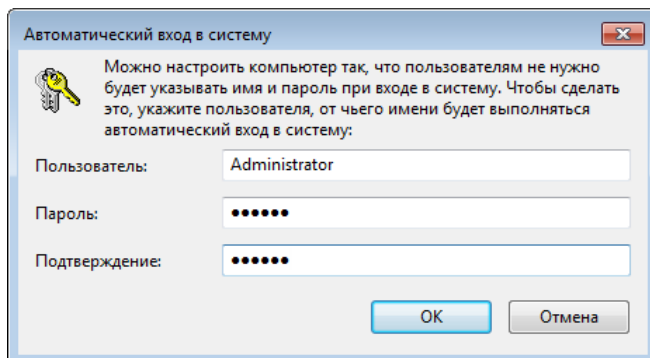 Автоматический вход в систему
Можно настроить компьютер так, что пользователям не нужно
будет указывать имя и пароль при входе в систему. Чтобы сделать
это, укажите пользователя, от чьего имени будет выполняться
автоматический вход в систему:
Пользователь: Administrator
Пароль: ●●●●●●
Подтверждение: ●●●●●●
ОК Отмена